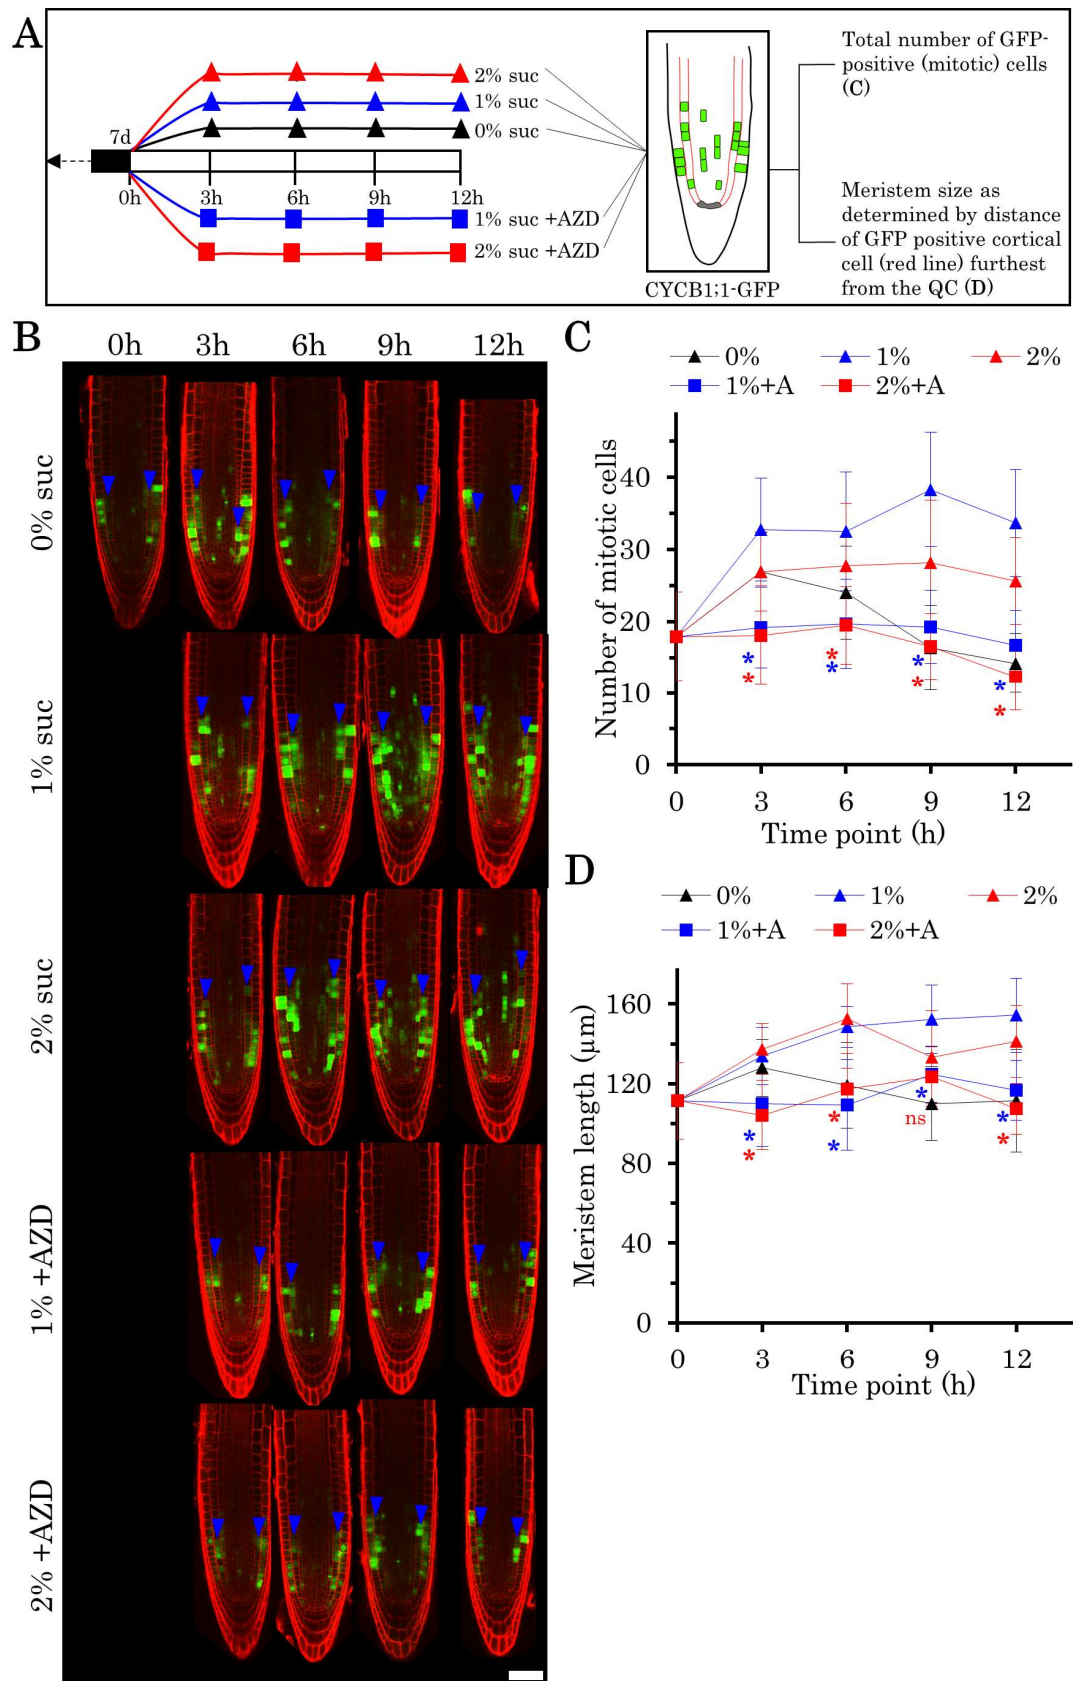 A
2% suc
1% suc
0% suc
7d
0h
3h
6h
9h
12h
1% suc +AZD
2% suc +AZD
CYCB1;1-GFP
Total number of GFP-
positive (mitotic) cells
(C)
Meristem size as
determined by distance
of GFP positive cortical
cell (red line) furthest
from the QC (D)
B
0h 3h 6h 9h 12h
0% suc
1% suc
2% suc
1% +AZD
2% +AZD
C
0% 1% 2%
1%+A 2%+A
Number of mitotic cells
40
30
20
10
0
* * * *
* * * *
0 3 6 9 12
Time point (h)
D
0% 1% 2%
1%+A 2%+A
Meristem length (µm)
160
120
80
40
0
* * * *
* * ns *
0 3 6 9 12
Time point (h)